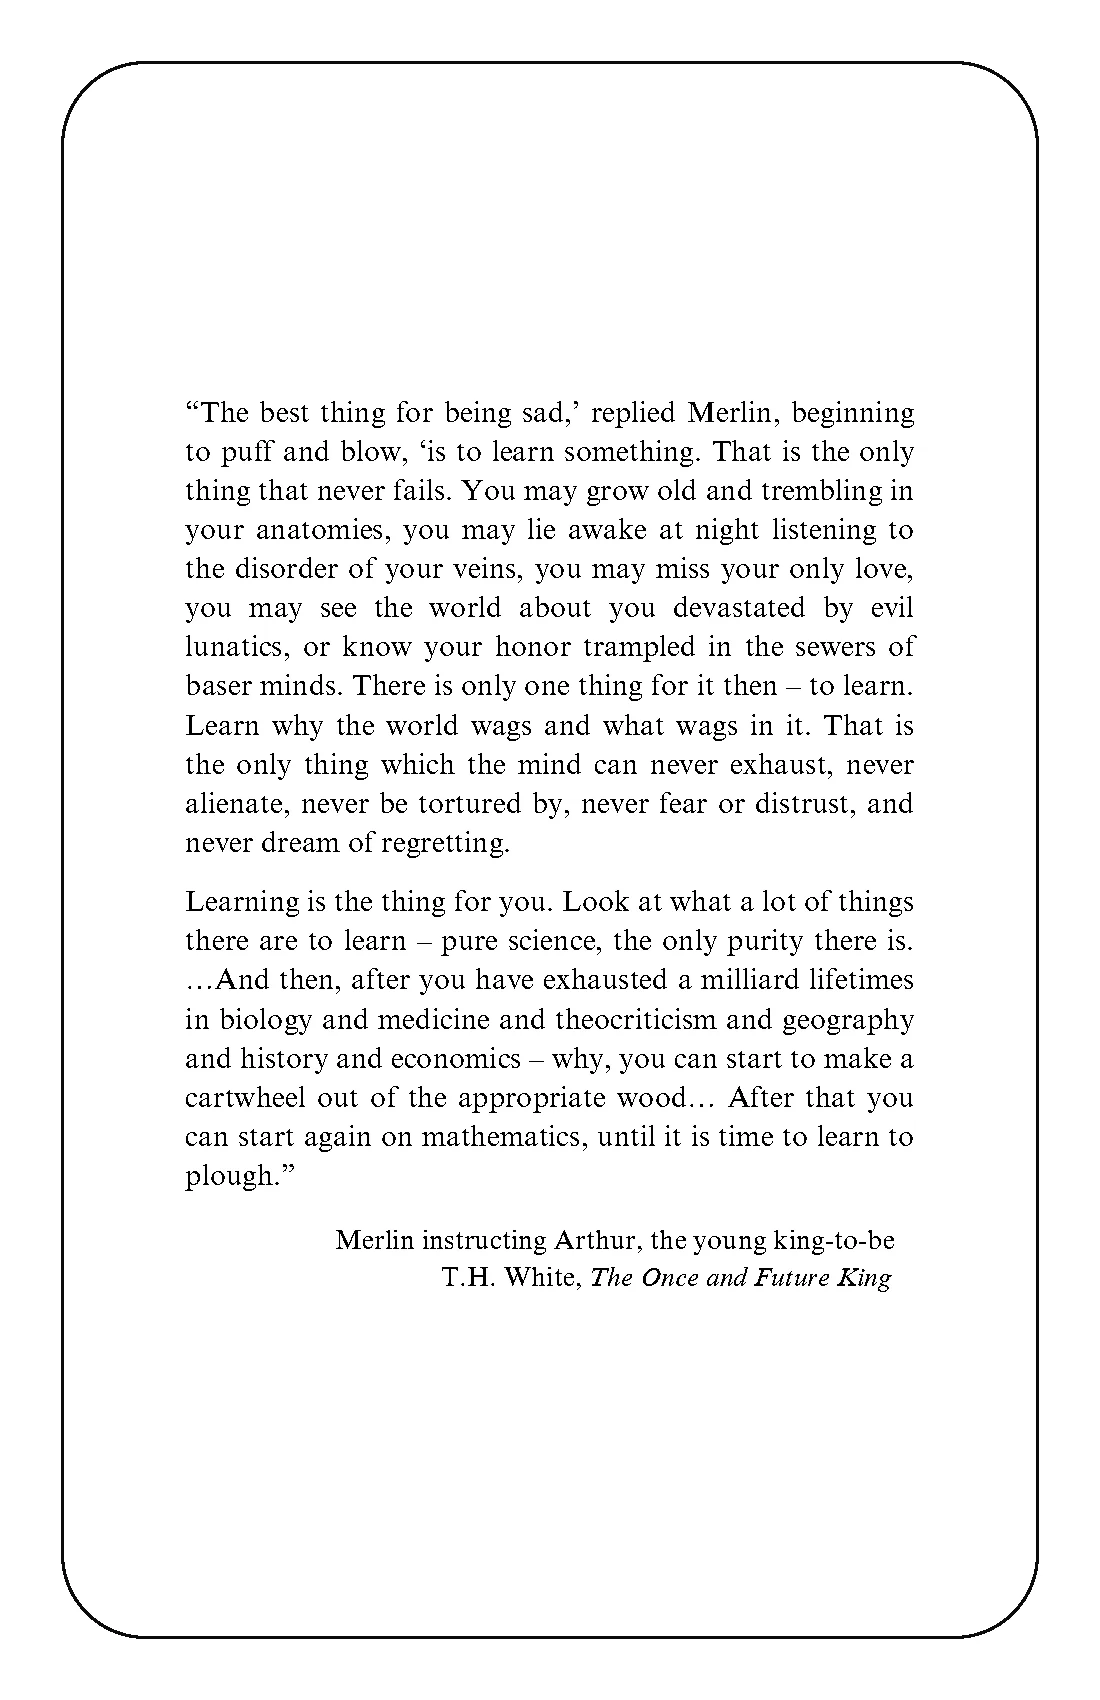 “The best thing for being sad,’ replied Merlin, beginning
to puff and blow, ‘is to learn something. That is the only
thing that never fails. You may grow old and trembling in
your anatomies, you may lie awake at night listening to
the disorder of your veins, you may miss your only love,
you may see the world about you devastated by evil
lunatics, or know your honor trampled in the sewers of
baser minds. There is only one thing for it then – to learn.
Learn why the world wags and what wags in it. That is
the only thing which the mind can never exhaust, never
alienate, never be tortured by, never fear or distrust, and
never dream of regretting.
Learning is the thing for you. Look at what a lot of things
there are to learn – pure science, the only purity there is.
…And then, after you have exhausted a milliard lifetimes
in biology and medicine and theocriticism and geography
and history and economics – why, you can start to make a
cartwheel out of the appropriate wood… After that you
can start again on mathematics, until it is time to learn to
plough.”
Merlin instructing Arthur, the young king-to-be
T.H. White, The Once and Future King